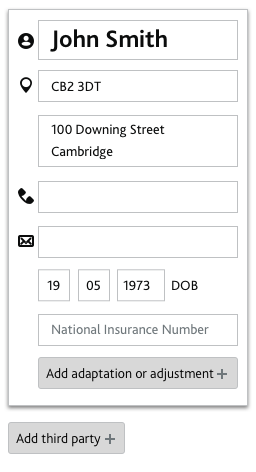 John Smith
CB2 3DT
100 Downing Street
Cambridge
19 05 1973 DOB
National Insurance Number
Add adaptation or adjustment +
Add third party +